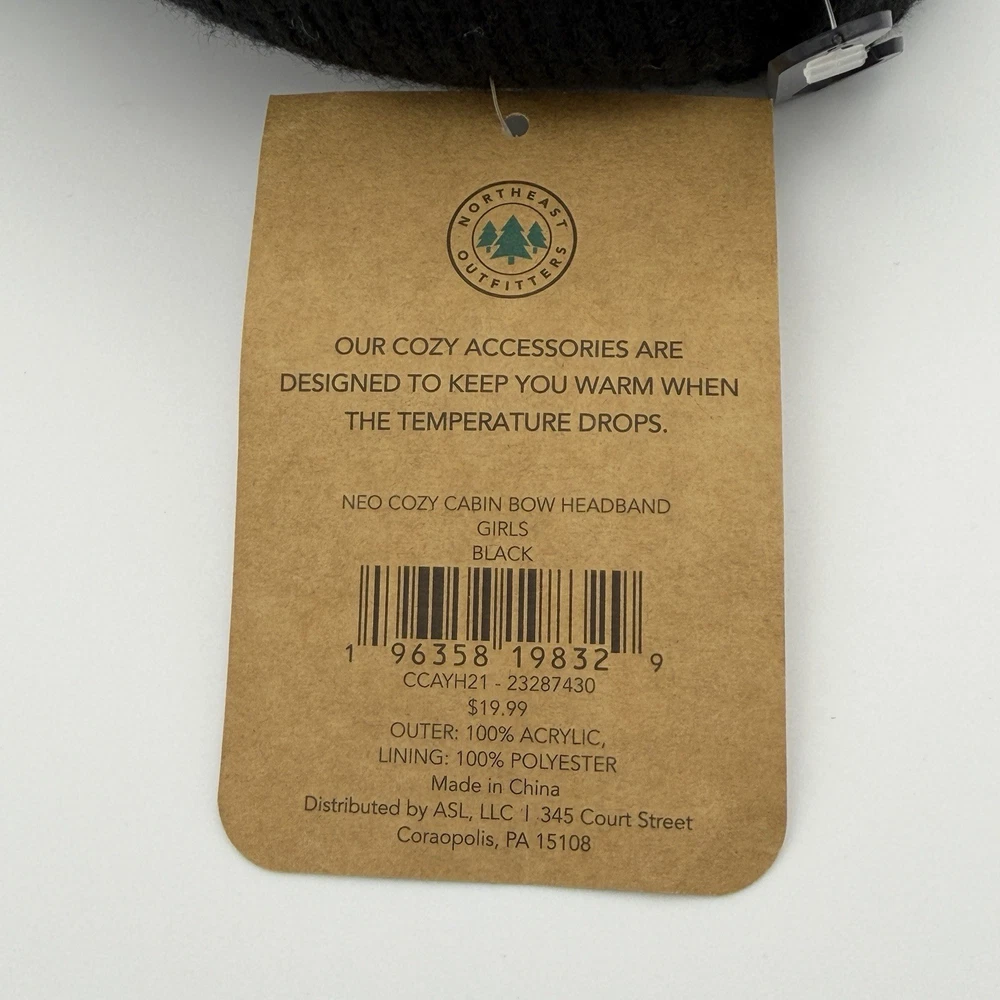 NORTHEAST
OUTFITTERS
OUR COZY ACCESSORIES ARE
DESIGNED TO KEEP YOU WARM WHEN
THE TEMPERATURE DROPS.
NEO COZY CABIN BOW HEADBAND
GIRLS
BLACK
1 96358 19832 9
CCAYH21 - 23287430
$19.99
OUTER: 100% ACRYLIC,
LINING: 100% POLYESTER
Made in China
Distributed by ASL, LLC | 345 Court Street
Coraopolis, PA 15108